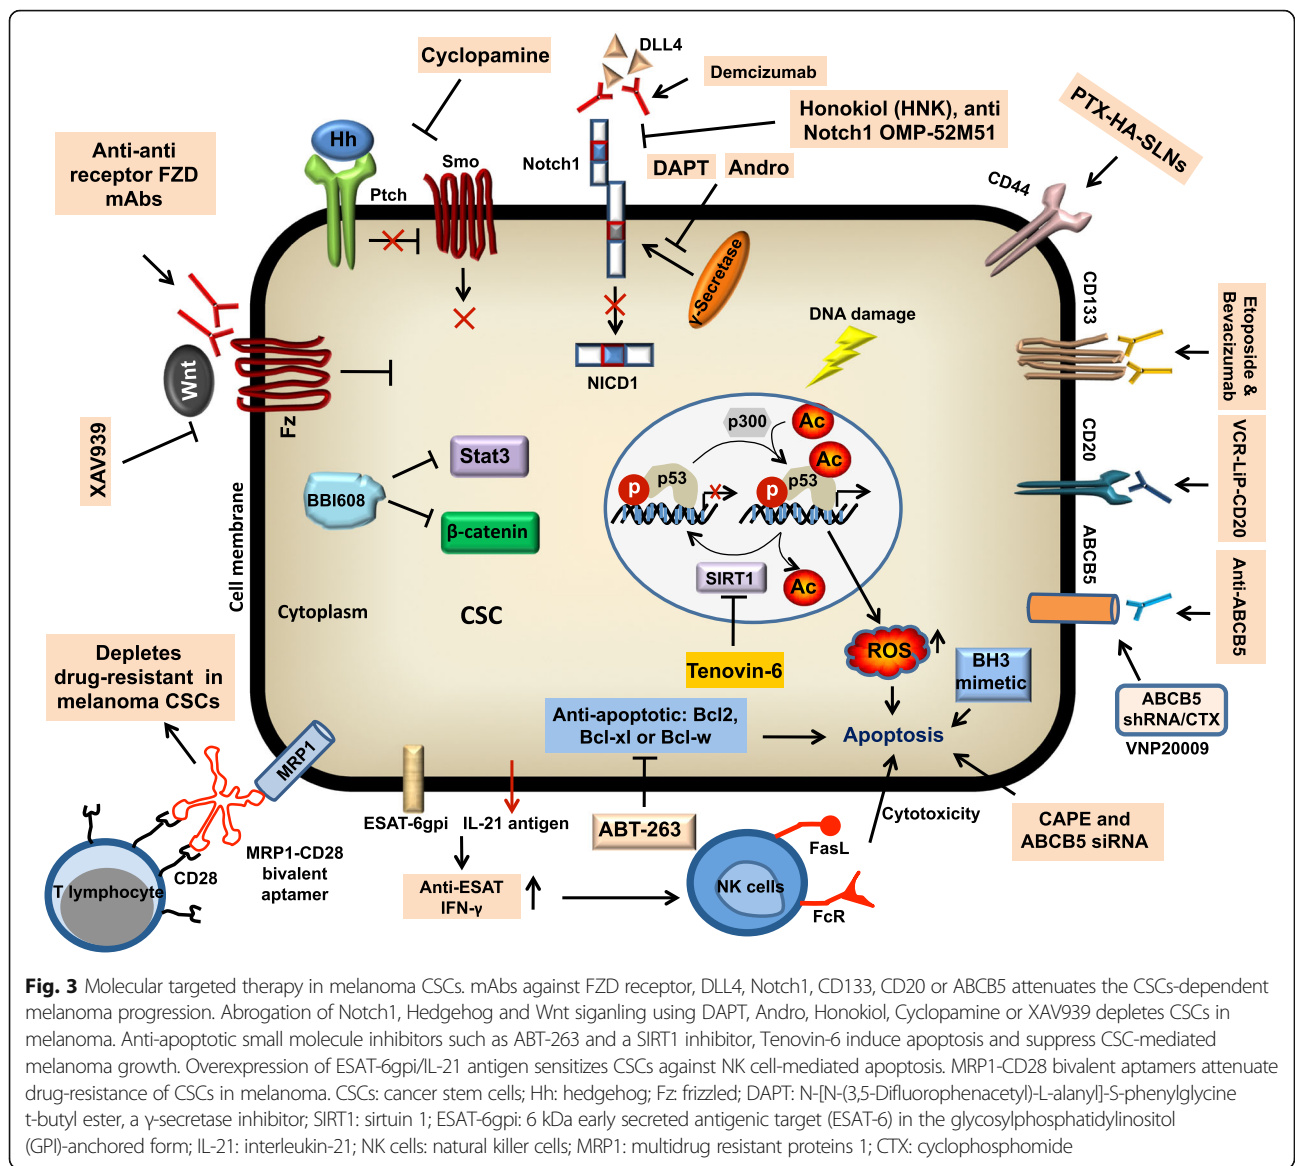 Cyclopamine
DLL4
Demcizumab
Honokiol (HNK), anti
Notch1 OMP-52M51
PTX-HA-SLNs
Anti-anti
receptor FZD
mAbs
Hh
Ptch
Smo
Notch1
DAPT
Andro
CD44
γ-Secretase
CD133
Etoposide &
Bevacizumab
DNA damage
NICD1
Wnt
Fz
XAV939
p300
Ac
Ac
CD20
VCR-LiP-CD20
Stat3
BBI608
β-catenin
p
p53
p
p53
SIRT1
Ac
ABCB5
Anti-ABCB5
Cell membrane
Cytoplasm
CSC
Tenovin-6
ROS
BH3
mimetic
ABCB5
shRNA/CTX
VNP20009
Depletes
drug-resistant in
melanoma CSCs
Anti-apoptotic: Bcl2,
Bcl-xl or Bcl-w
Apoptosis
MRP1
ESAT-6gpi
IL-21 antigen
ABT-263
Cytotoxicity
CAPE and
ABCB5 siRNA
MRP1-CD28
bivalent
aptamer
CD28
T lymphocyte
Anti-ESAT
IFN-γ
NK cells
FasL
FcR
Fig. 3 Molecular targeted therapy in melanoma CSCs. mAbs against FZD receptor, DLL4, Notch1, CD133, CD20 or ABCB5 attenuates the CSCs-dependent
melanoma progression. Abrogation of Notch1, Hedgehog and Wnt siganling using DAPT, Andro, Honokiol, Cyclopamine or XAV939 depletes CSCs in
melanoma. Anti-apoptotic small molecule inhibitors such as ABT-263 and a SIRT1 inhibitor, Tenovin-6 induce apoptosis and suppress CSC-mediated
melanoma growth. Overexpression of ESAT-6gpi/IL-21 antigen sensitizes CSCs against NK cell-mediated apoptosis. MRP1-CD28 bivalent aptamers attenuate
drug-resistance of CSCs in melanoma. CSCs: cancer stem cells; Hh: hedgehog; Fz: frizzled; DAPT: N-[N-(3,5-Difluorophenacetyl)-L-alanyl]-S-phenylglycine
t-butyl ester, a γ-secretase inhibitor; SIRT1: sirtuin 1; ESAT-6gpi: 6 kDa early secreted antigenic target (ESAT-6) in the glycosylphosphatidylinositol
(GPI)-anchored form; IL-21: interleukin-21; NK cells: natural killer cells; MRP1: multidrug resistant proteins 1; CTX: cyclophosphomide